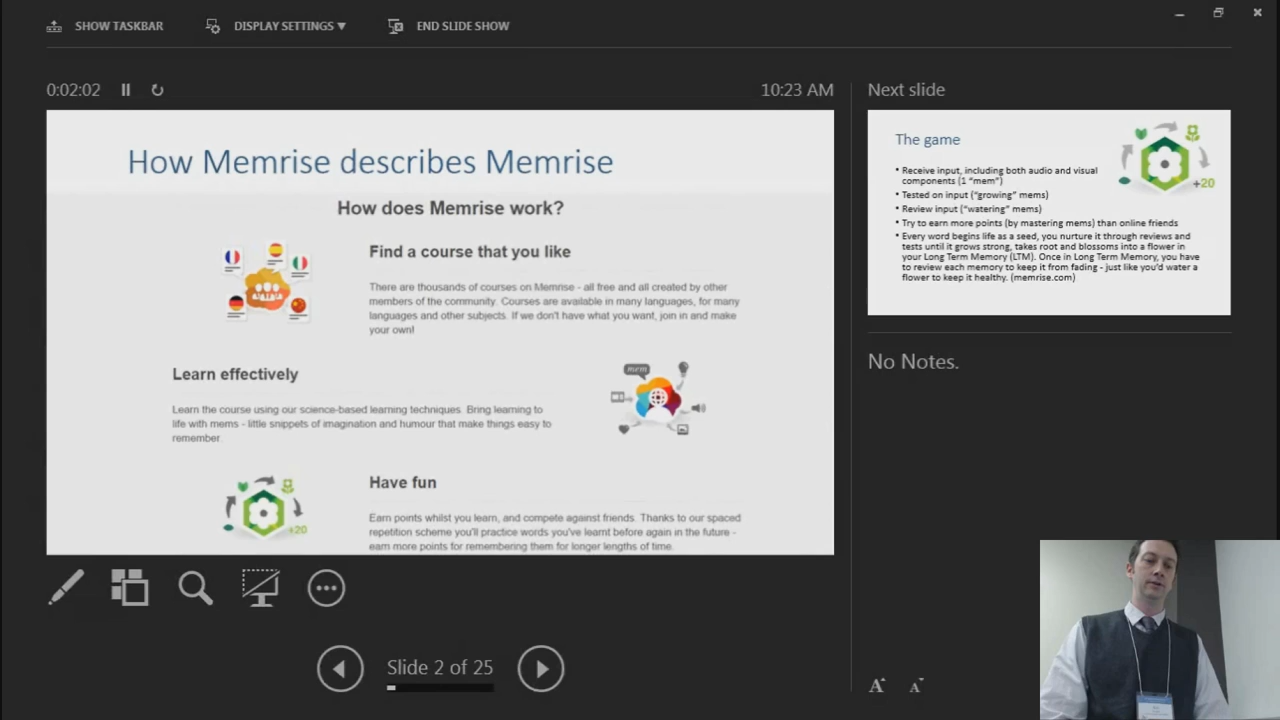 SHOW TASKBAR
DISPLAY SETTINGS ▼
END SLIDE SHOW
0:02:02
10:23 AM
How Memrise describes Memrise
How does Memrise work?
Find a course that you like
There are thousands of courses on Memrise - all free and all created by other
members of the community. Courses are available in many languages, for many
languages and other subjects. If we don't have what you want, join in and make
your own!
Learn effectively
Learn the course using our science-based learning techniques. Bring learning to
life with mems - little snippets of imagination and humour that make things easy to
remember.
mem
Have fun
Earn points whilst you learn, and compete against friends. Thanks to our spaced
repetition scheme you'll practice words you've learnt before again in the future -
earn more points for remembering them for longer lengths of time.
+20
Slide 2 of 25
Next slide
The game
• Receive input, including both audio and visual
components (1 "mem")
• Tested on input ("growing" mems)
• Review input ("watering" mems)
• Try to earn more points (by mastering mems) than online friends
• Every word begins life as a seed, you nurture it through reviews and
tests until it grows strong, takes root and blossoms into a flower in
your Long Term Memory (LTM). Once in Long Term Memory, you have
to review each memory to keep it from fading - just like you'd water a
flower to keep it healthy. (memrise.com)
+20
No Notes.
A A